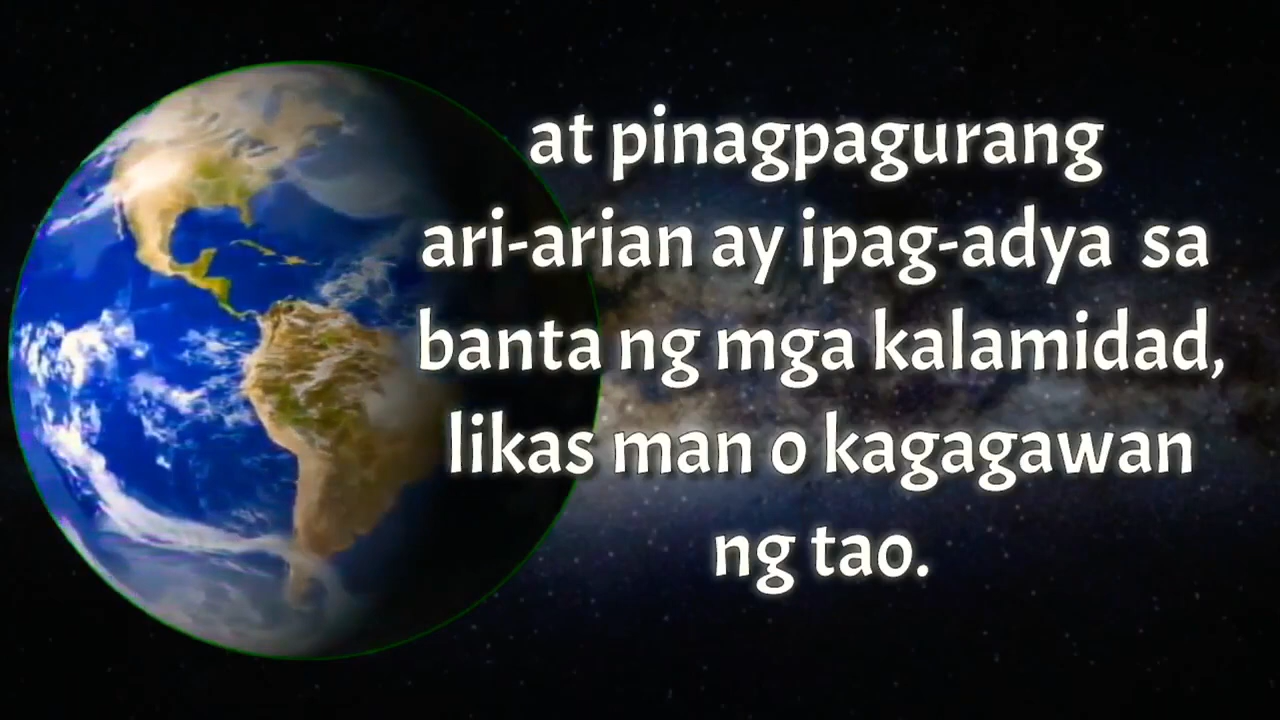 at pinagpagurang
ari-arian ay ipag-adya sa
banta ng mga kalamidad,
likas man o kagagawan
ng tao.